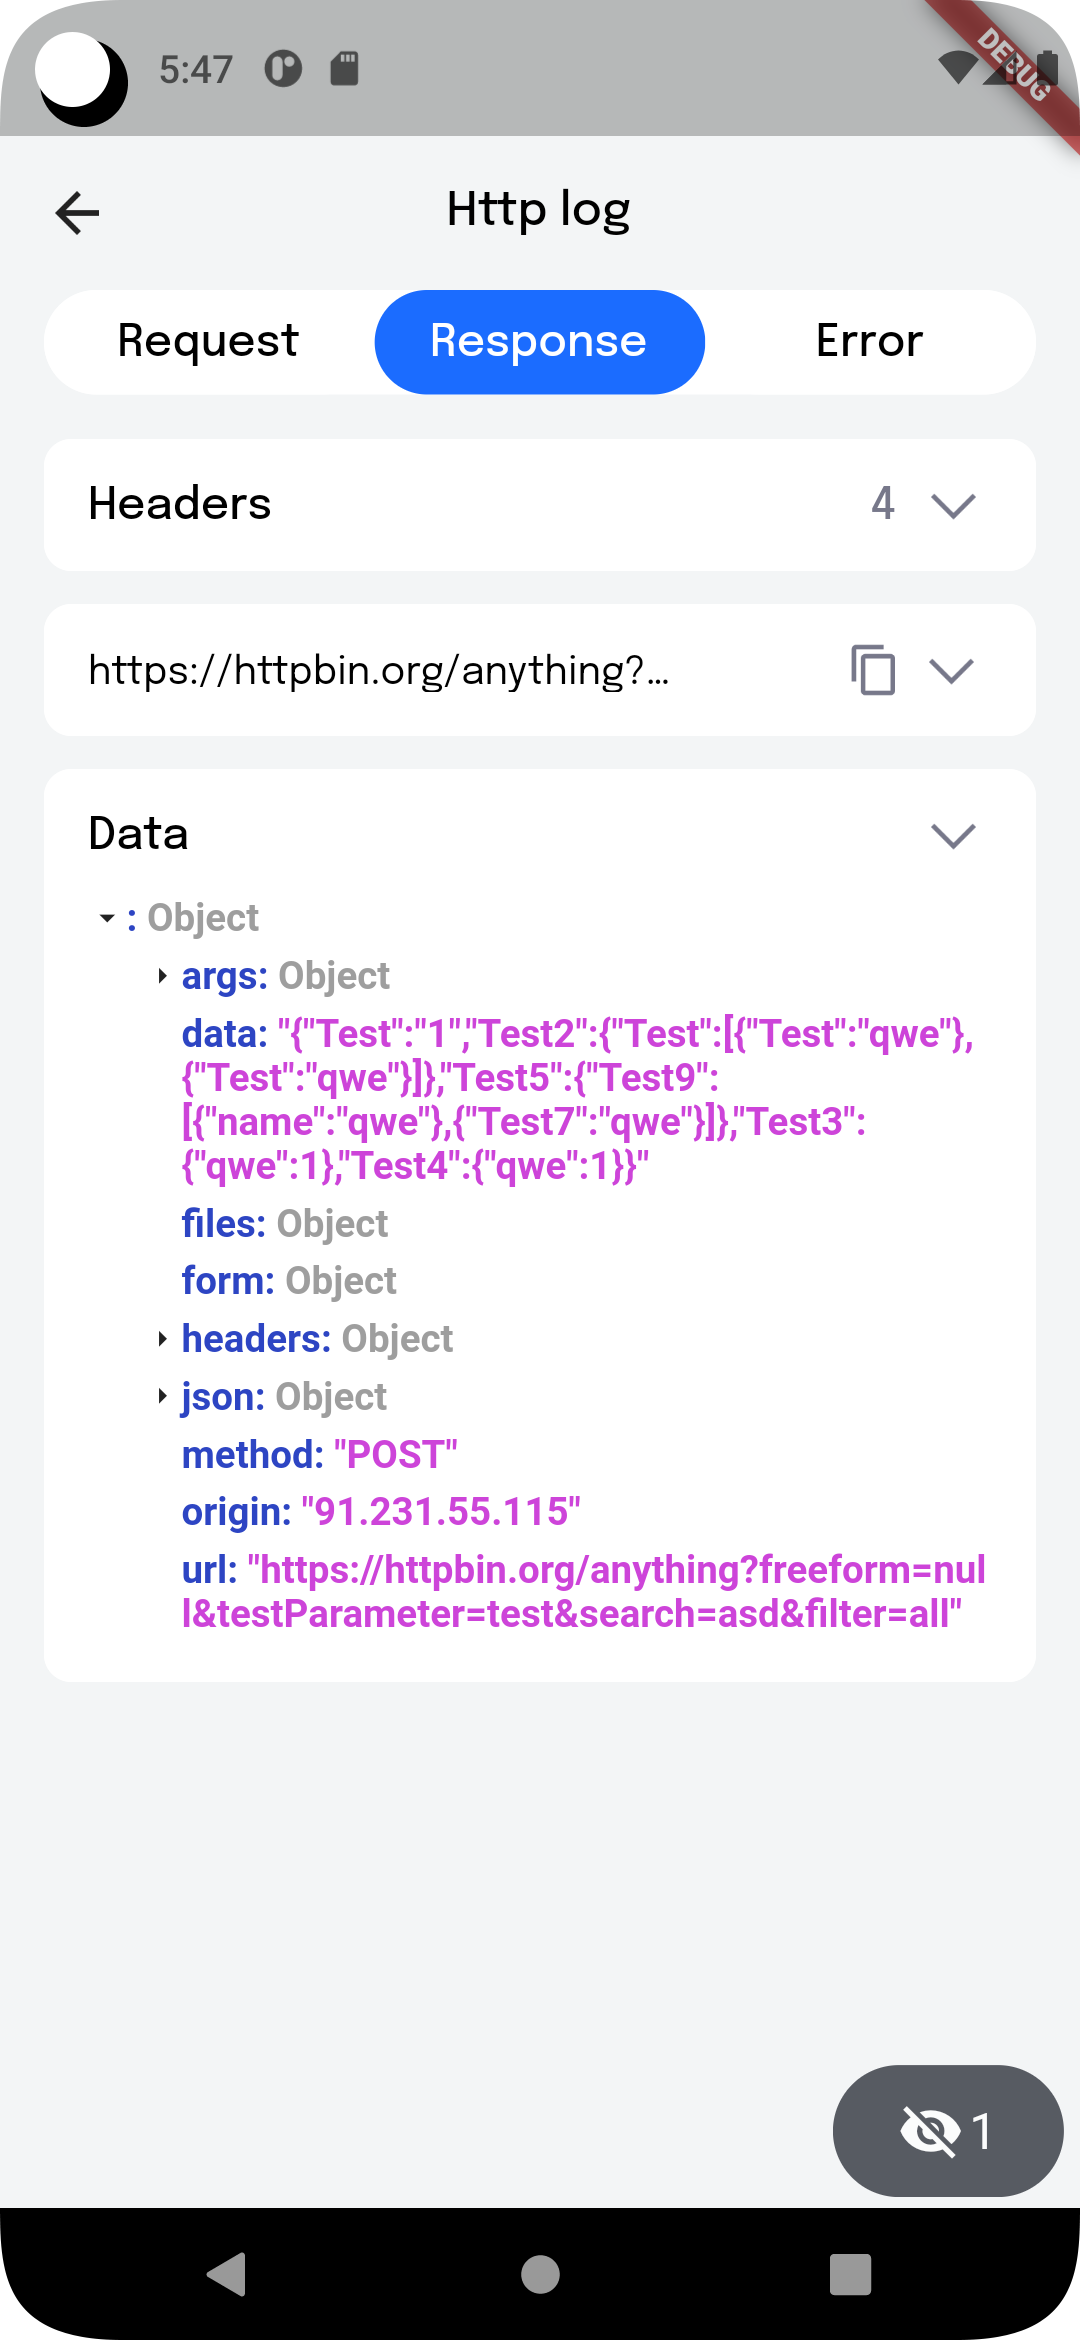 5:47
DEBUG
Http log
Request Response Error
Headers 4
https://httpbin.org/anything?...
Data
: Object
args: Object
data: "{"Test":"1","Test2":{"Test":[{"Test":"qwe"},
{"Test":"qwe"}]},"Test5":{"Test9":
[{"name":"qwe"},{"Test7":"qwe"}]},"Test3":
{"qwe":1},"Test4":{"qwe":1}}"
files: Object
form: Object
headers: Object
json: Object
method: "POST"
origin: "91.231.55.115"
url: "https://httpbin.org/anything?freeform=nul
l&testParameter=test&search=asd&filter=all"
1